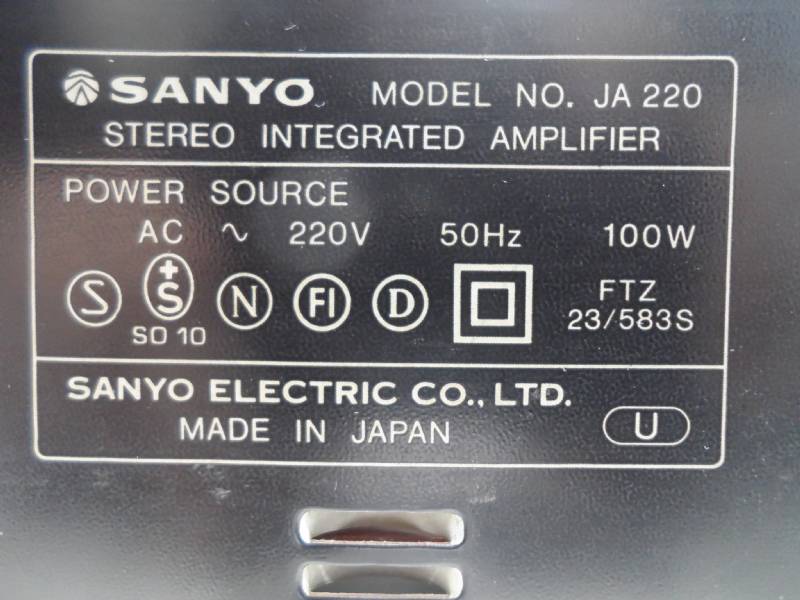 SANYO MODEL NO. JA 220
STEREO INTEGRATED AMPLIFIER
POWER SOURCE
AC ~ 220V 50Hz 100W
S +S N FI D FTZ
SO 10 23/583S
SANYO ELECTRIC CO., LTD.
MADE IN JAPAN U